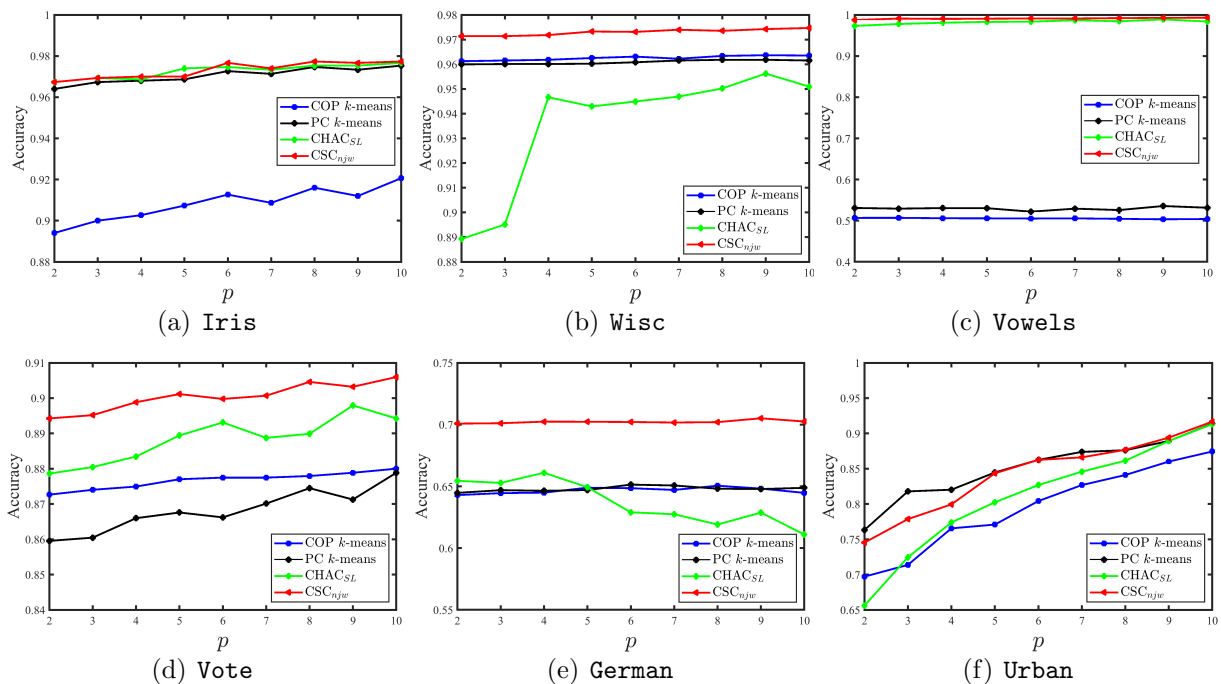 1
0.98
0.96
0.94
0.92
0.9
0.88
Accuracy
2 3 4 5 6 7 8 9 10
p
COP k-means
PC k-means
CHAC_SL
CSC_njw
(a) Iris
0.98
0.97
0.96
0.95
0.94
0.93
0.92
0.91
0.9
0.89
0.88
Accuracy
2 3 4 5 6 7 8 9 10
p
COP k-means
PC k-means
CHAC_SL
CSC_njw
(b) Wisc
1
0.9
0.8
0.7
0.6
0.5
0.4
Accuracy
2 3 4 5 6 7 8 9 10
p
COP k-means
PC k-means
CHAC_SL
CSC_njw
(c) Vowels
0.91
0.9
0.89
0.88
0.87
0.86
0.85
0.84
Accuracy
2 3 4 5 6 7 8 9 10
p
COP k-means
PC k-means
CHAC_SL
CSC_njw
(d) Vote
0.75
0.7
0.65
0.6
0.55
Accuracy
2 3 4 5 6 7 8 9 10
p
COP k-means
PC k-means
CHAC_SL
CSC_njw
(e) German
1
0.95
0.9
0.85
0.8
0.75
0.7
0.65
Accuracy
2 3 4 5 6 7 8 9 10
p
COP k-means
PC k-means
CHAC_SL
CSC_njw
(f) Urban